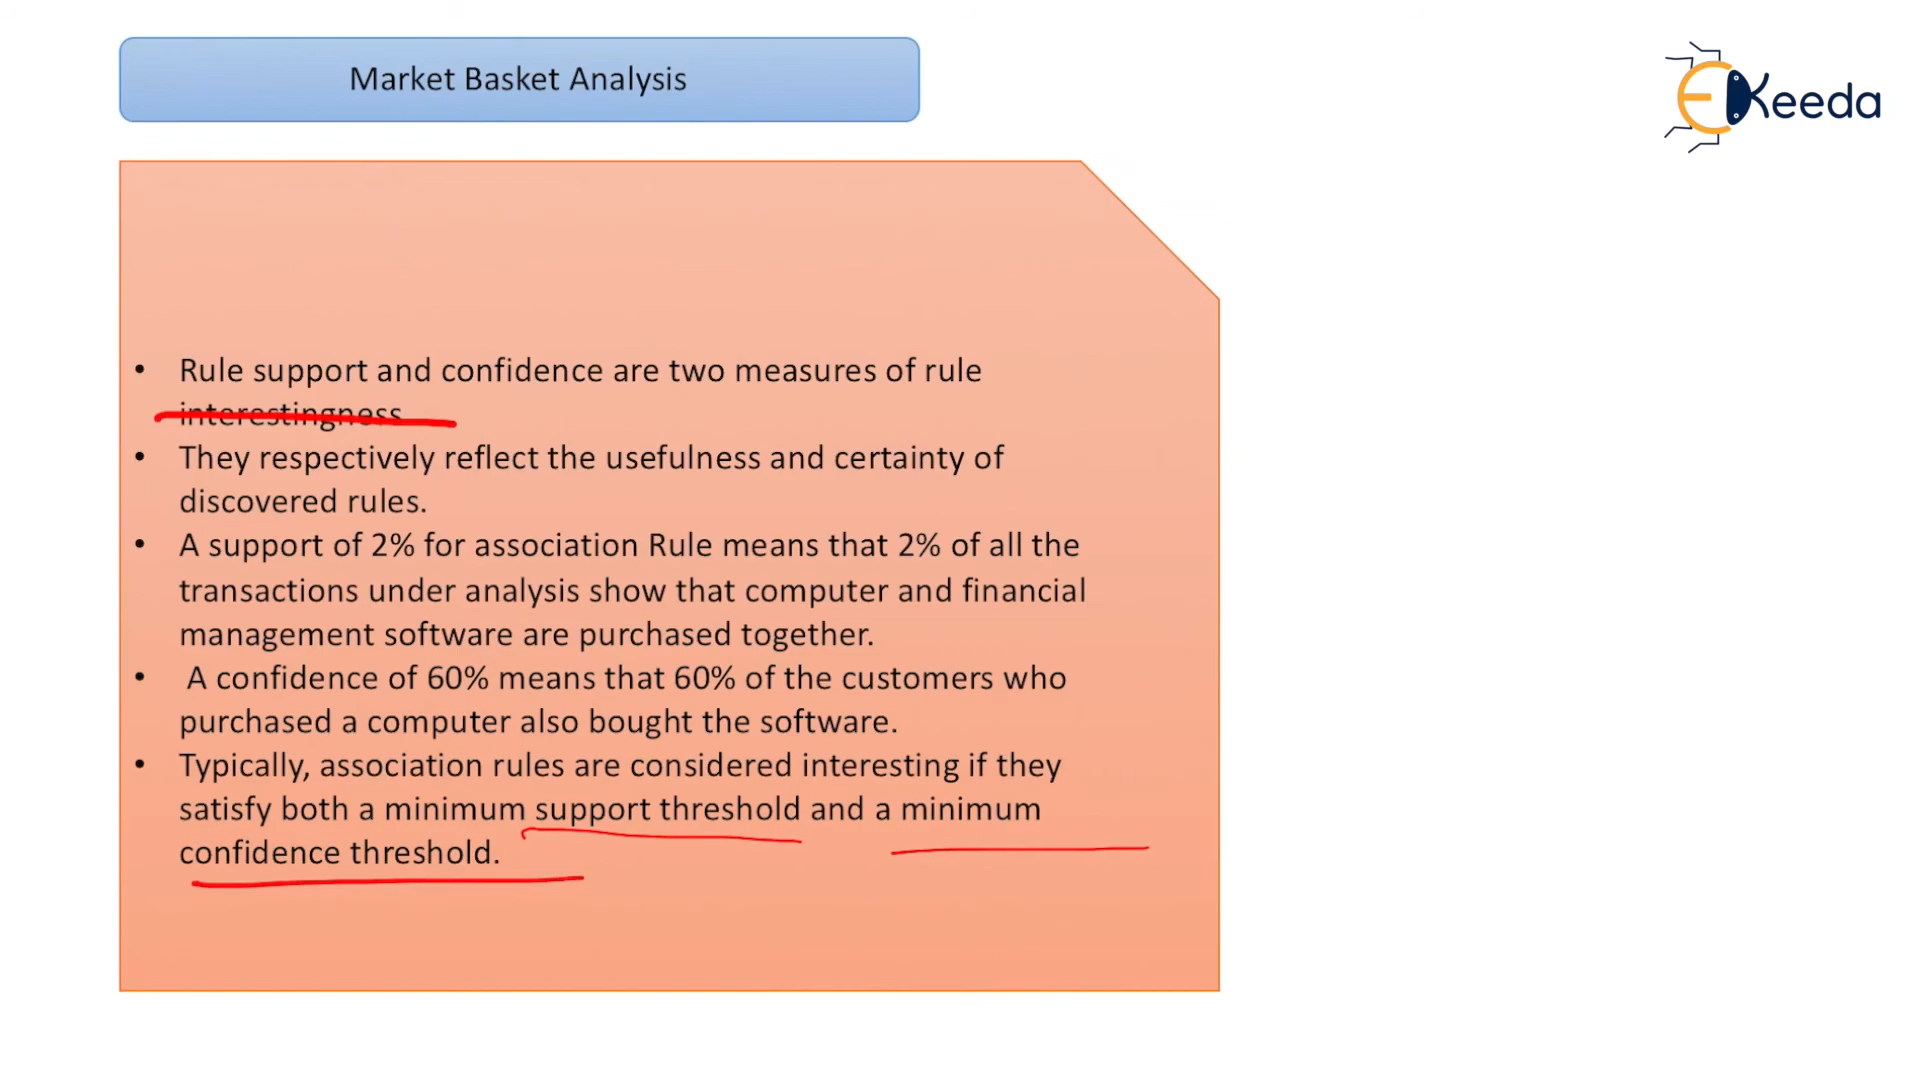 Market Basket Analysis
EKeeda
• Rule support and confidence are two measures of rule
interestingness.
• They respectively reflect the usefulness and certainty of
discovered rules.
• A support of 2% for association Rule means that 2% of all the
transactions under analysis show that computer and financial
management software are purchased together.
• A confidence of 60% means that 60% of the customers who
purchased a computer also bought the software.
• Typically, association rules are considered interesting if they
satisfy both a minimum support threshold and a minimum
confidence threshold.